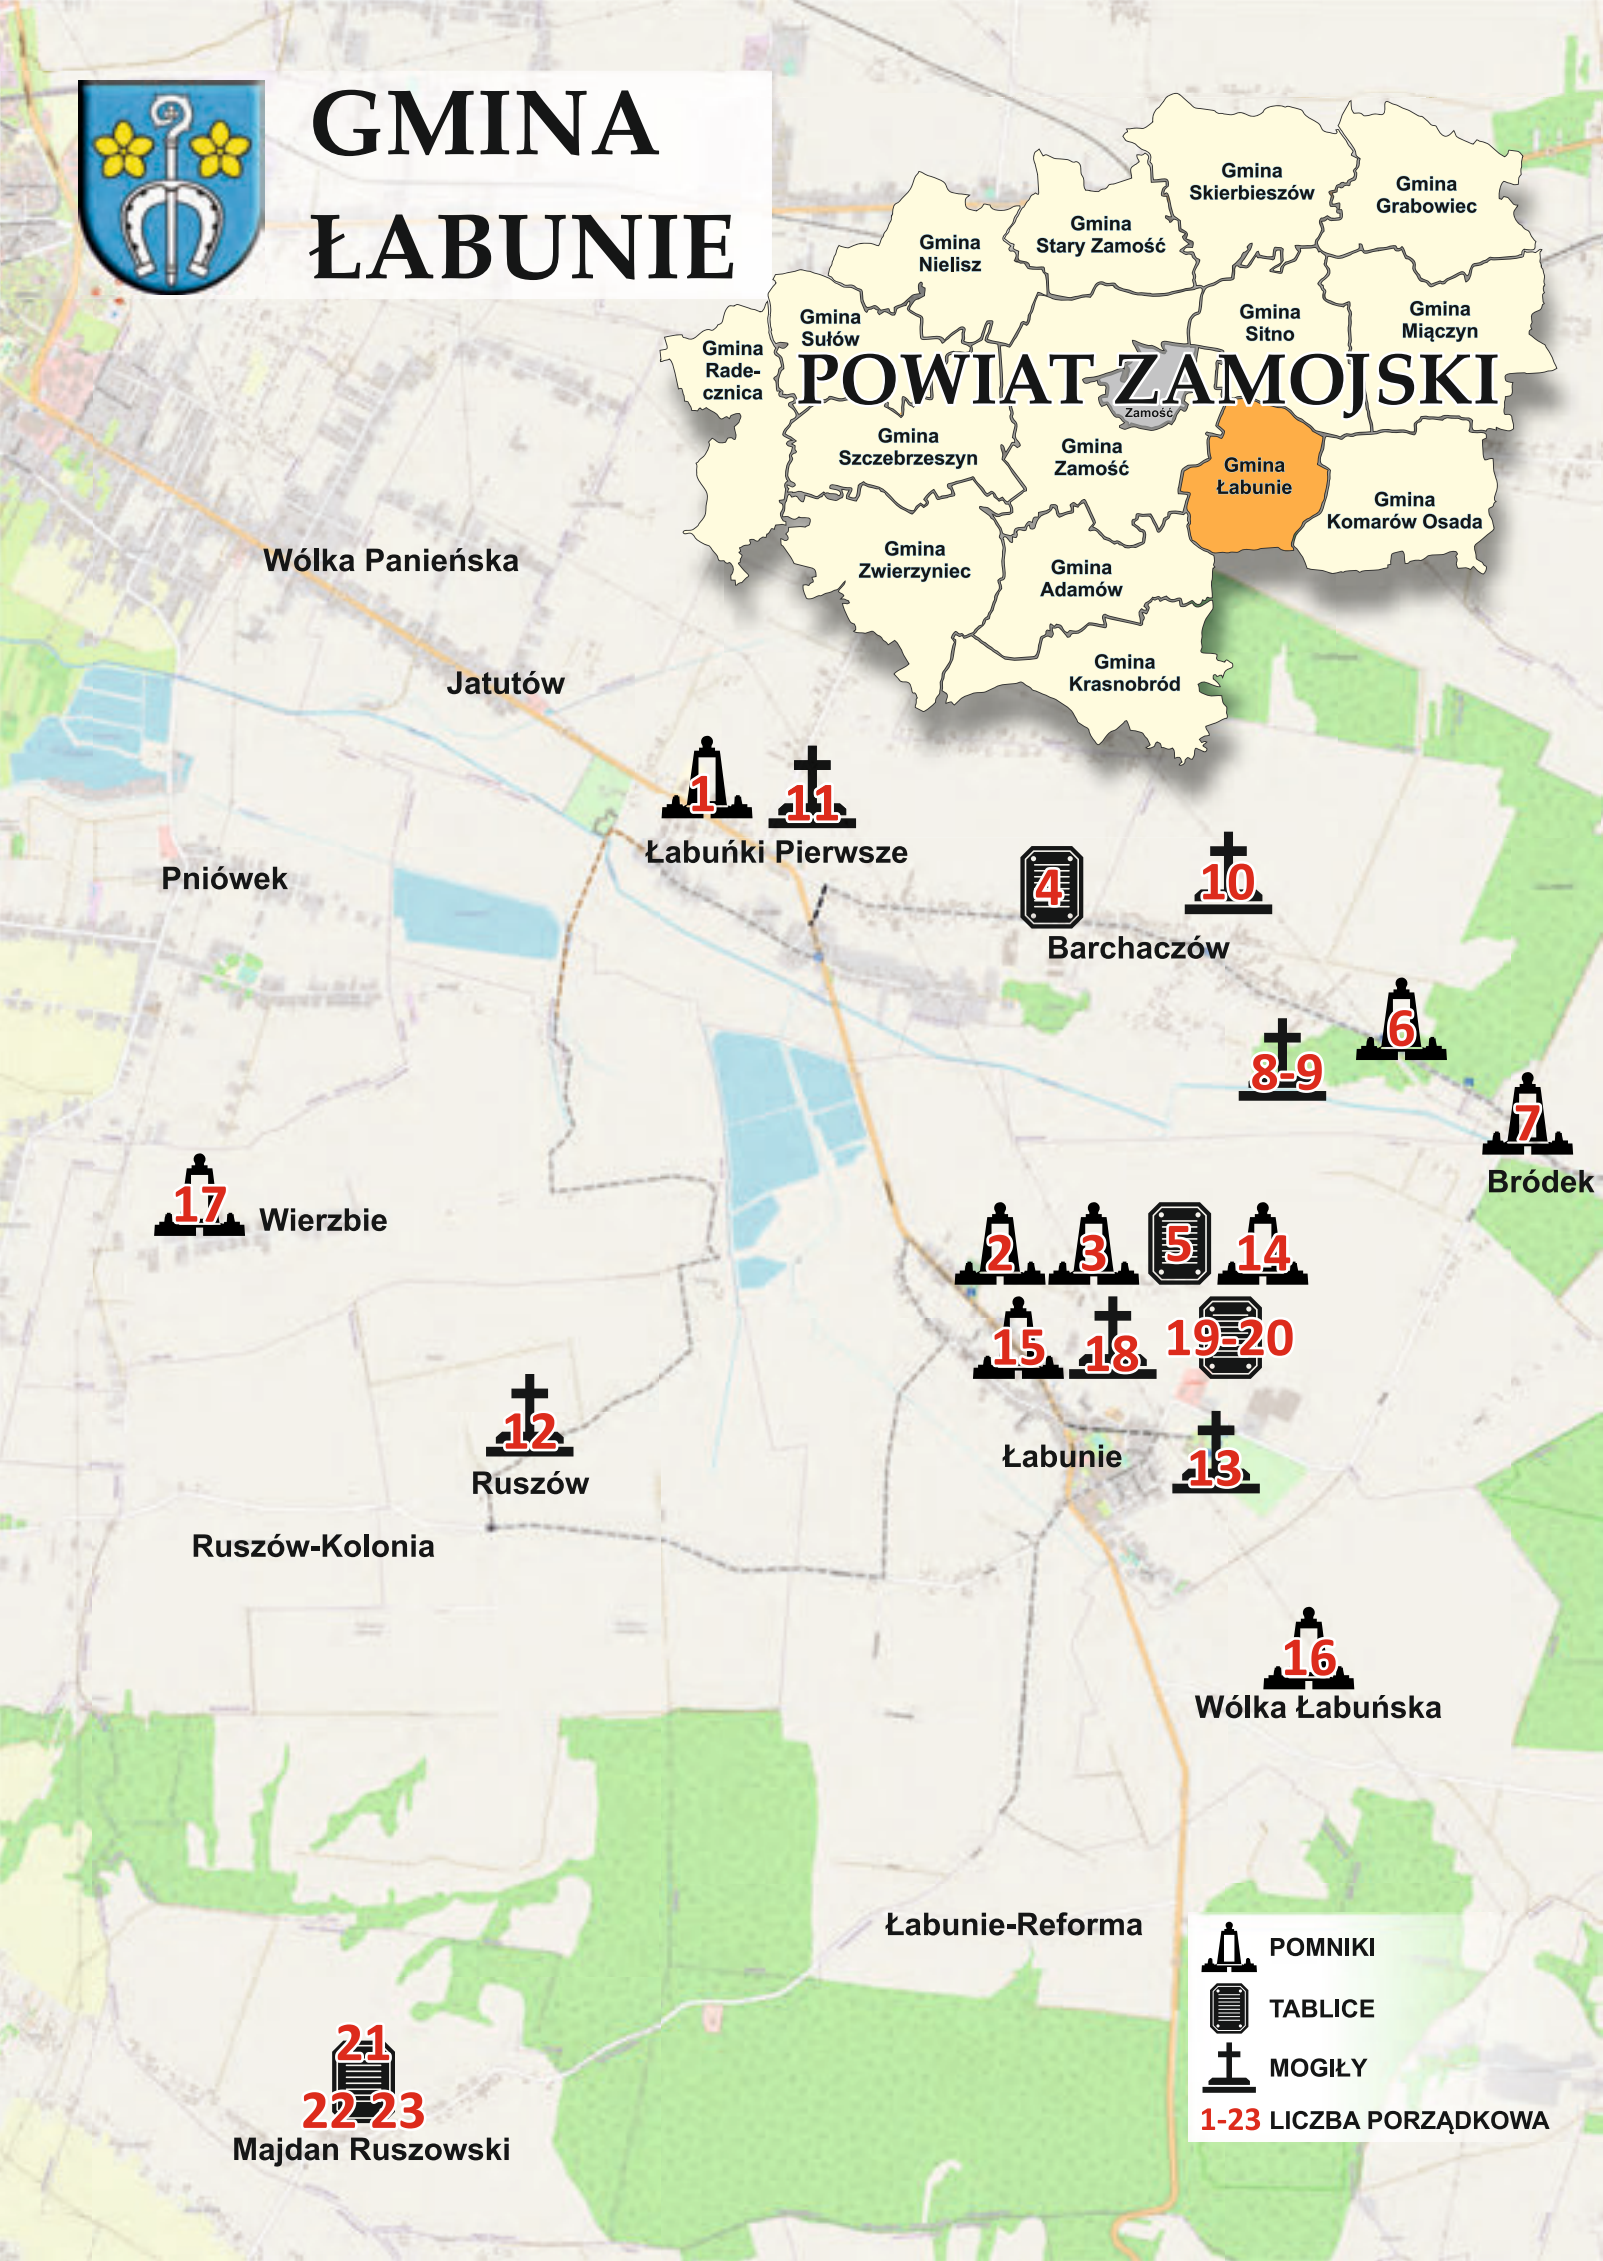 GMINA
ŁABUNIE
Gmina
Skierbieszów
Gmina
Grabowiec
Gmina
Stary Zamość
Gmina
Nielisz
Gmina
Sitno
Gmina
Miączyn
Gmina
Sułów
Gmina
Rade-
cznica
POWIAT ZAMOJSKI
Zamość
Gmina
Szczebrzeszyn
Gmina
Zamość
Gmina
Łabunie
Gmina
Komarów Osada
Gmina
Zwierzyniec
Gmina
Adamów
Gmina
Krasnobród
Wólka Panieńska
Jatutów
1
11
Łabuńki Pierwsze
Pniówek
4
10
Barchaczów
6
8-9
7
Bródek
17
Wierzbie
2
3
5
14
15
18
19-20
12
Ruszów
Łabunie
13
Ruszów-Kolonia
16
Wólka Łabuńska
Łabunie-Reforma
21
22-23
Majdan Ruszowski
POMNIKI
TABLICE
MOGIŁY
1-23 LICZBA PORZĄDKOWA